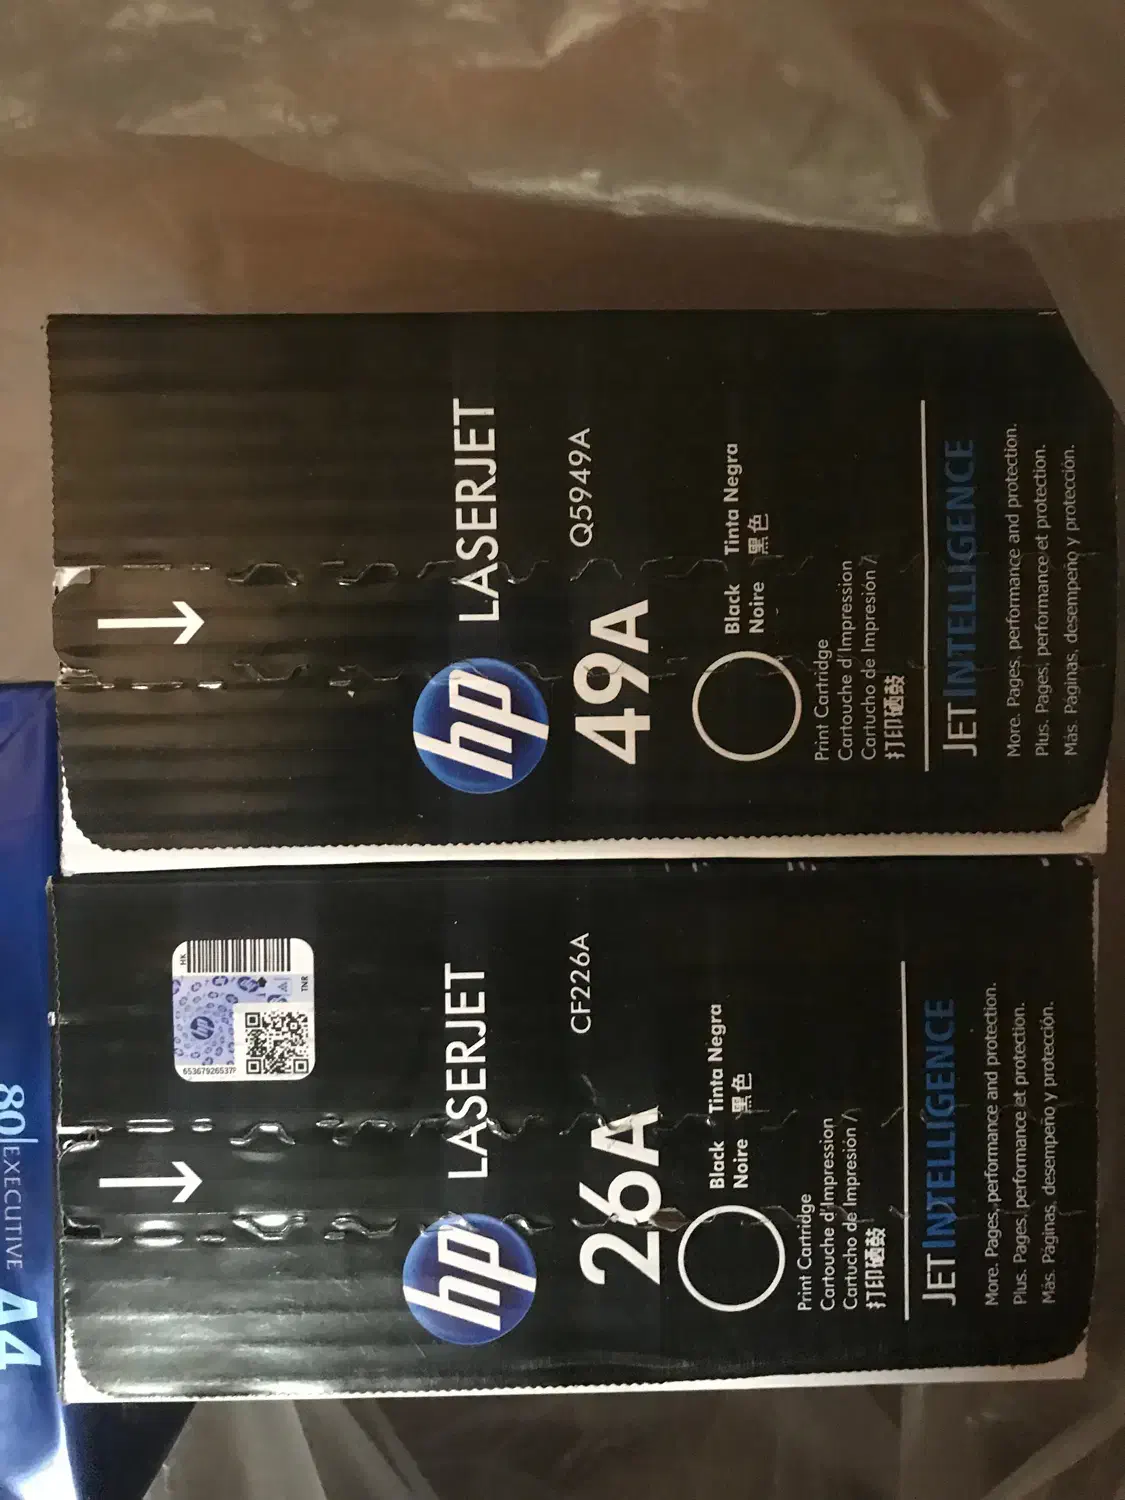 hp LASERJET
49A Q5949A
Black Tinta Negra
Noire 黑色
Print Cartridge
Cartouche d'Impression
Cartucho de Impresión /
打印硒鼓
JET INTELLIGENCE
More. Pages, performance and protection.
Plus. Pages, performance et protection.
Más. Páginas, desempeño y protección.
HK
hp
TNR
hp LASERJET
26A CF226A
Black Tinta Negra
Noire 黑色
Print Cartridge
Cartouche d'Impression
Cartucho de Impresión /
打印硒鼓
JET INTELLIGENCE
More. Pages, performance and protection.
Plus. Pages, performance et protection.
Más. Páginas, desempeño y protección.
80 EXECUTIVE
A4